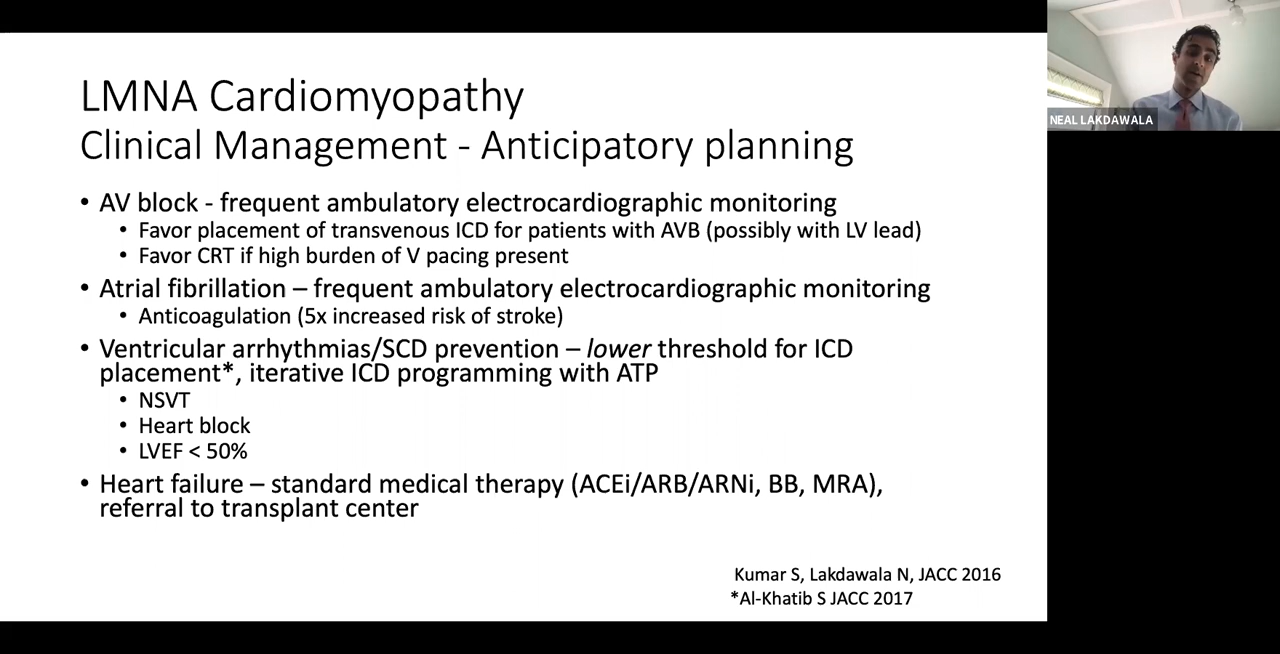 LMNA Cardiomyopathy
Clinical Management - Anticipatory planning
• AV block - frequent ambulatory electrocardiographic monitoring
• Favor placement of transvenous ICD for patients with AVB (possibly with LV lead)
• Favor CRT if high burden of V pacing present
• Atrial fibrillation – frequent ambulatory electrocardiographic monitoring
• Anticoagulation (5x increased risk of stroke)
• Ventricular arrhythmias/SCD prevention – lower threshold for ICD
placement*, iterative ICD programming with ATP
• NSVT
• Heart block
• LVEF < 50%
• Heart failure – standard medical therapy (ACEi/ARB/ARNi, BB, MRA),
referral to transplant center
Kumar S, Lakdawala N, JACC 2016
*Al-Khatib S JACC 2017
NEAL LAKDAWALA